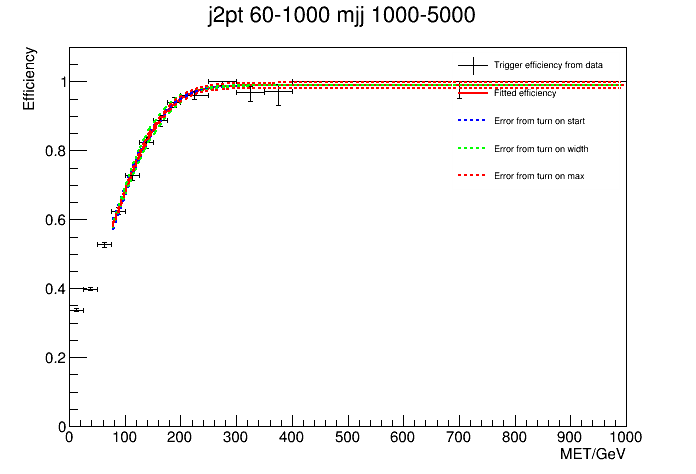 j2pt 60-1000 mjj 1000-5000
Efficiency
1
0.8
0.6
0.4
0.2
0
Trigger efficiency from data
Fitted efficiency
Error from turn on start
Error from turn on width
Error from turn on max
0 100 200 300 400 500 600 700 800 900 1000
MET/GeV